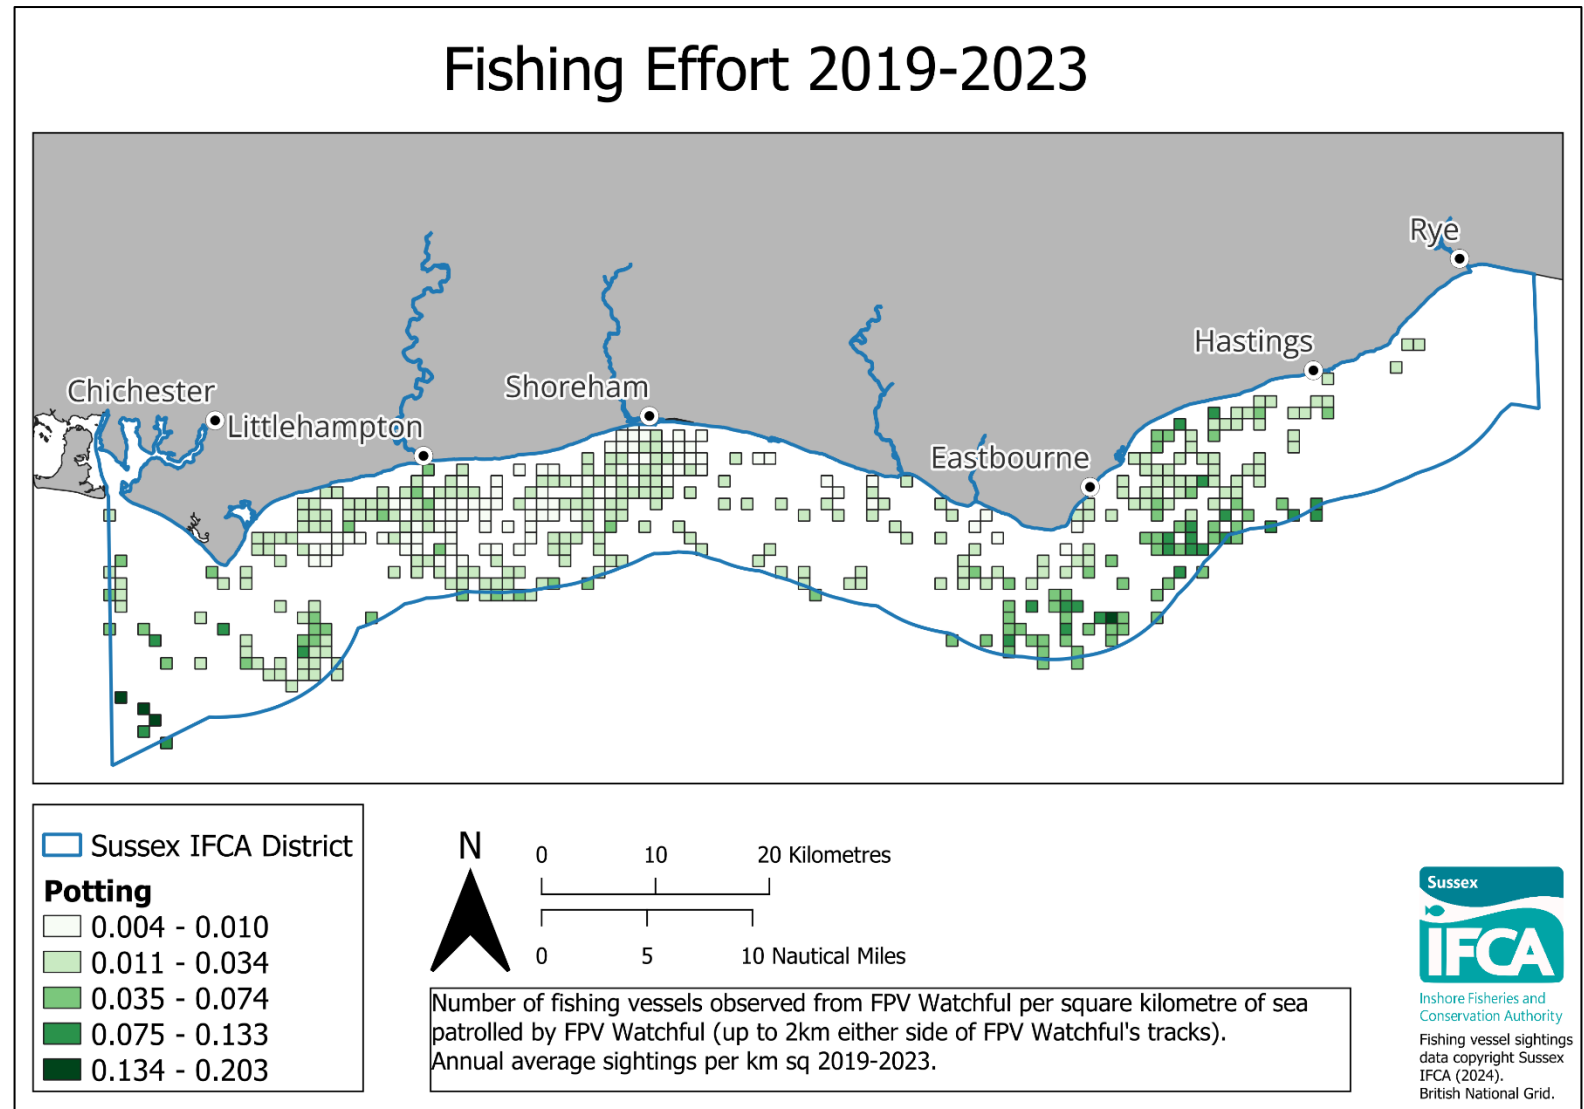 Fishing Effort 2019-2023
Rye
Hastings
Chichester
Shoreham
Littlehampton
Eastbourne
Sussex IFCA District
Potting
0.004 - 0.010
0.011 - 0.034
0.035 - 0.074
0.075 - 0.133
0.134 - 0.203
N
0 10 20 Kilometres
0 5 10 Nautical Miles
Number of fishing vessels observed from FPV Watchful per square kilometre of sea
patrolled by FPV Watchful (up to 2km either side of FPV Watchful's tracks).
Annual average sightings per km sq 2019-2023.
Sussex
IFCA
Inshore Fisheries and
Conservation Authority
Fishing vessel sightings
data copyright Sussex
IFCA (2024).
British National Grid.